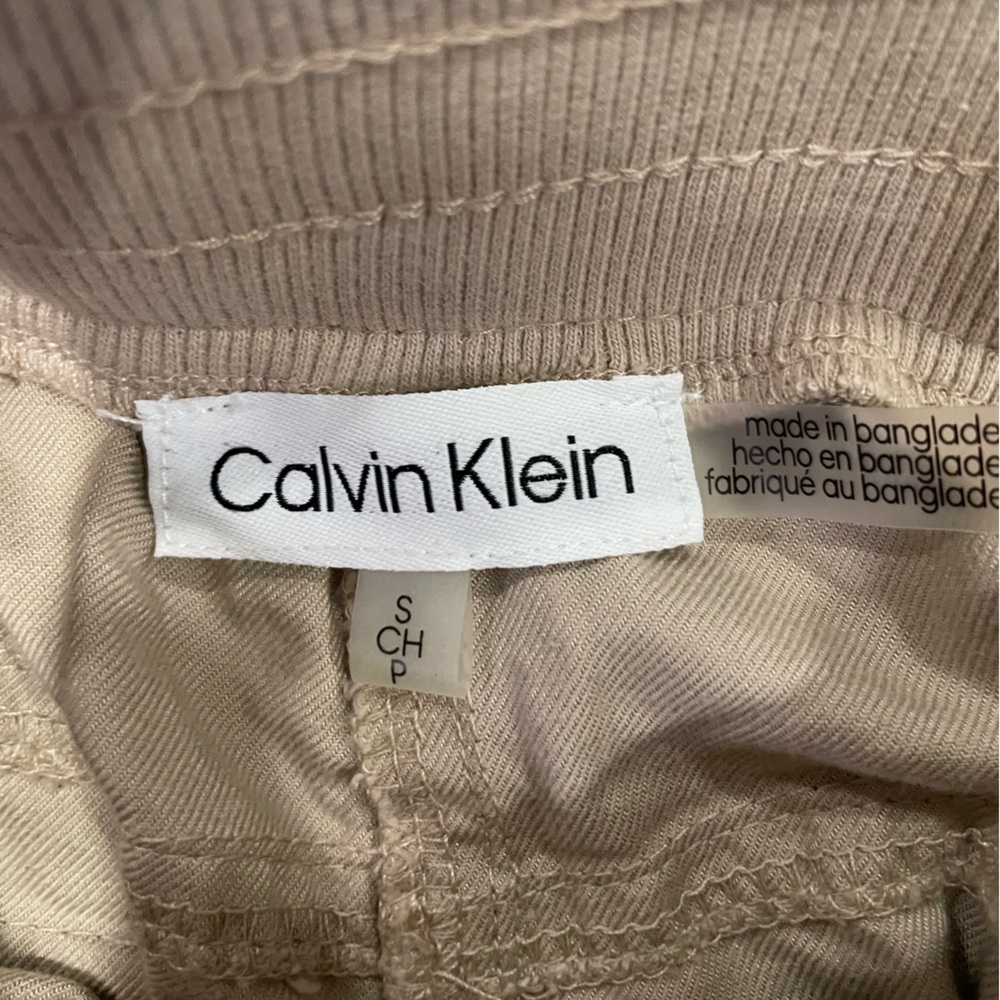 Calvin Klein
made in banglade
hecho en banglade
fabriqué au banglade
S
CH
P